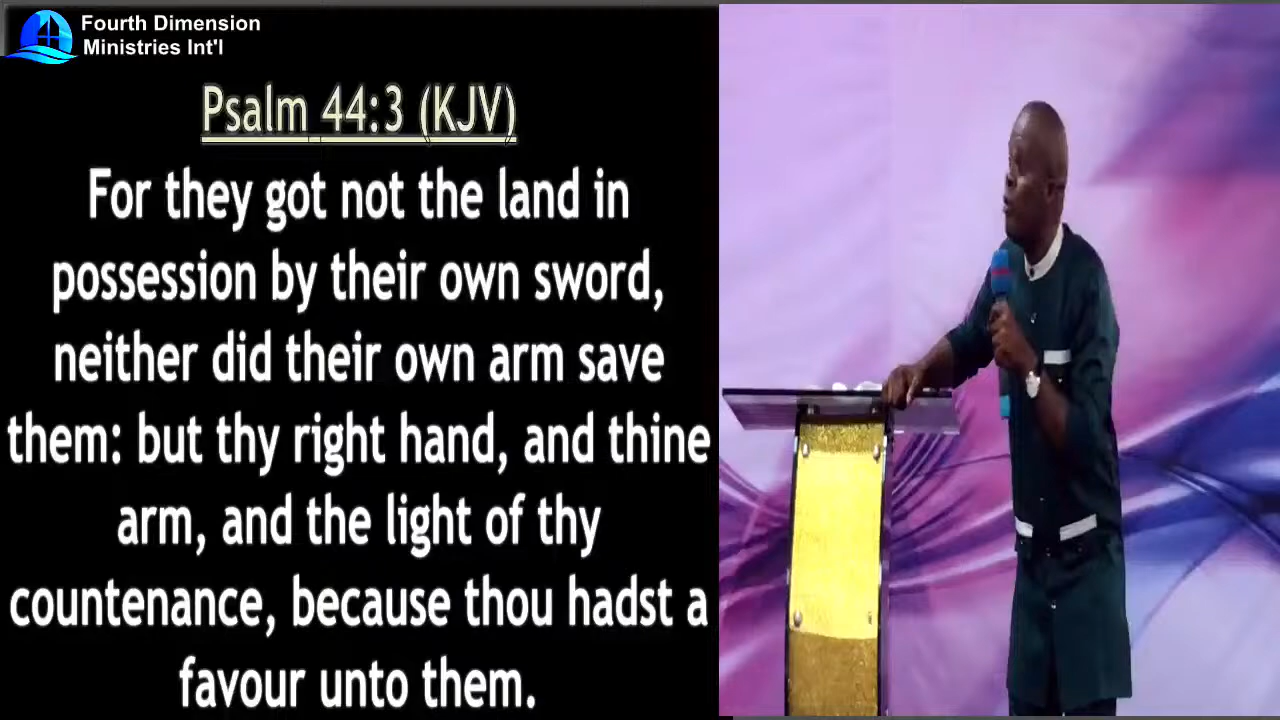 Fourth Dimension
Ministries Int'l
Psalm 44:3 (KJV)
For they got not the land in
possession by their own sword,
neither did their own arm save
them: but thy right hand, and thine
arm, and the light of thy
countenance, because thou hadst a
favour unto them.